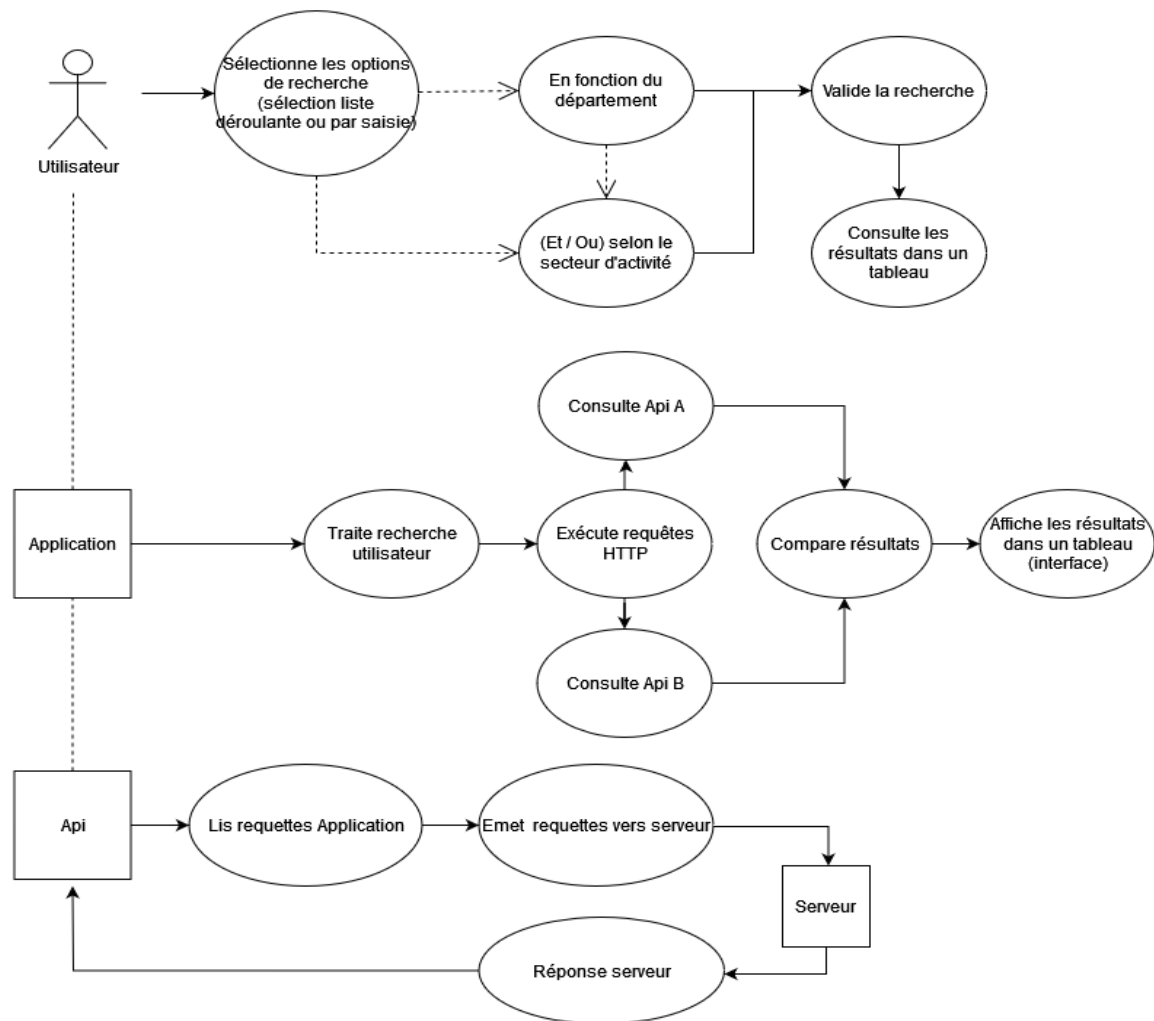 Sélectionne les options
de recherche
(sélection liste
déroulante ou par saisie)
En fonction du
département
Valide la recherche
Utilisateur
(Et / Ou) selon le
secteur d'activité
Consulte les
résultats dans un
tableau
Consulte Api A
Application
Traite recherche
utilisateur
Exécute requêtes
HTTP
Compare résultats
Affiche les résultats
dans un tableau
(interface)
Consulte Api B
Api
Lis requettes Application
Emet requettes vers serveur
Serveur
Réponse serveur